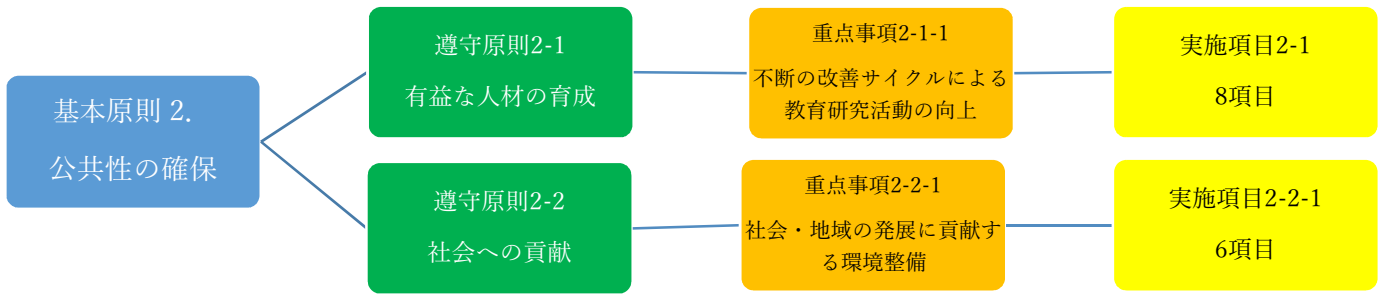 基本原則 2.
公共性の確保
遵守原則2-1
有益な人材の育成
重点事項2-1-1
不断の改善サイクルによる
教育研究活動の向上
実施項目2-1
8項目
遵守原則2-2
社会への貢献
重点事項2-2-1
社会・地域の発展に貢献す
る環境整備
実施項目2-2-1
6項目